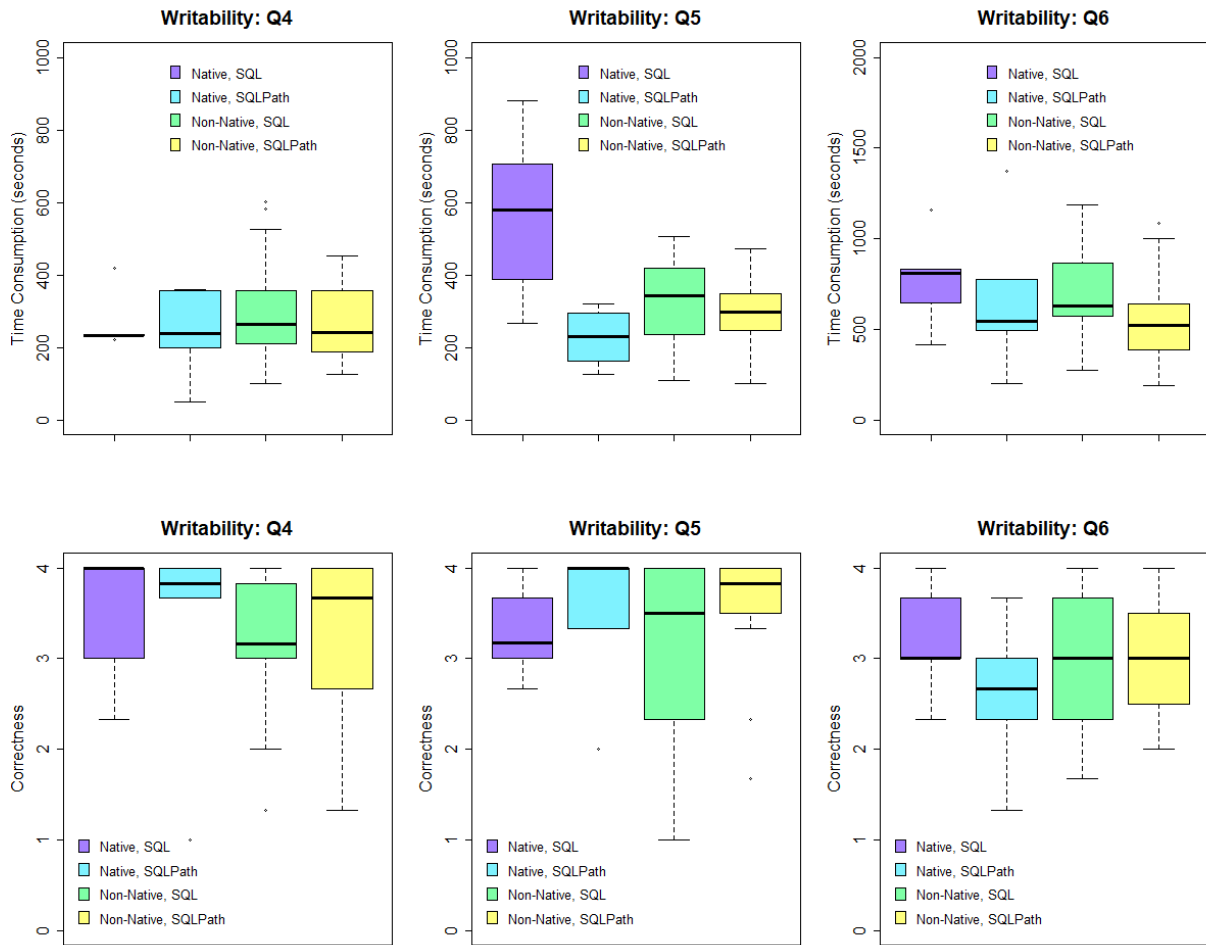 Writability: Q4
Time Consumption (seconds)
1000
800
600
400
200
0
Native, SQL
Native, SQLPath
Non-Native, SQL
Non-Native, SQLPath
Writability: Q5
Time Consumption (seconds)
1000
800
600
400
200
0
Native, SQL
Native, SQLPath
Non-Native, SQL
Non-Native, SQLPath
Writability: Q6
Time Consumption (seconds)
2000
1500
1000
500
0
Native, SQL
Native, SQLPath
Non-Native, SQL
Non-Native, SQLPath
Writability: Q4
Correctness
4
3
2
1
0
Native, SQL
Native, SQLPath
Non-Native, SQL
Non-Native, SQLPath
Writability: Q5
Correctness
4
3
2
1
0
Native, SQL
Native, SQLPath
Non-Native, SQL
Non-Native, SQLPath
Writability: Q6
Correctness
4
3
2
1
0
Native, SQL
Native, SQLPath
Non-Native, SQL
Non-Native, SQLPath